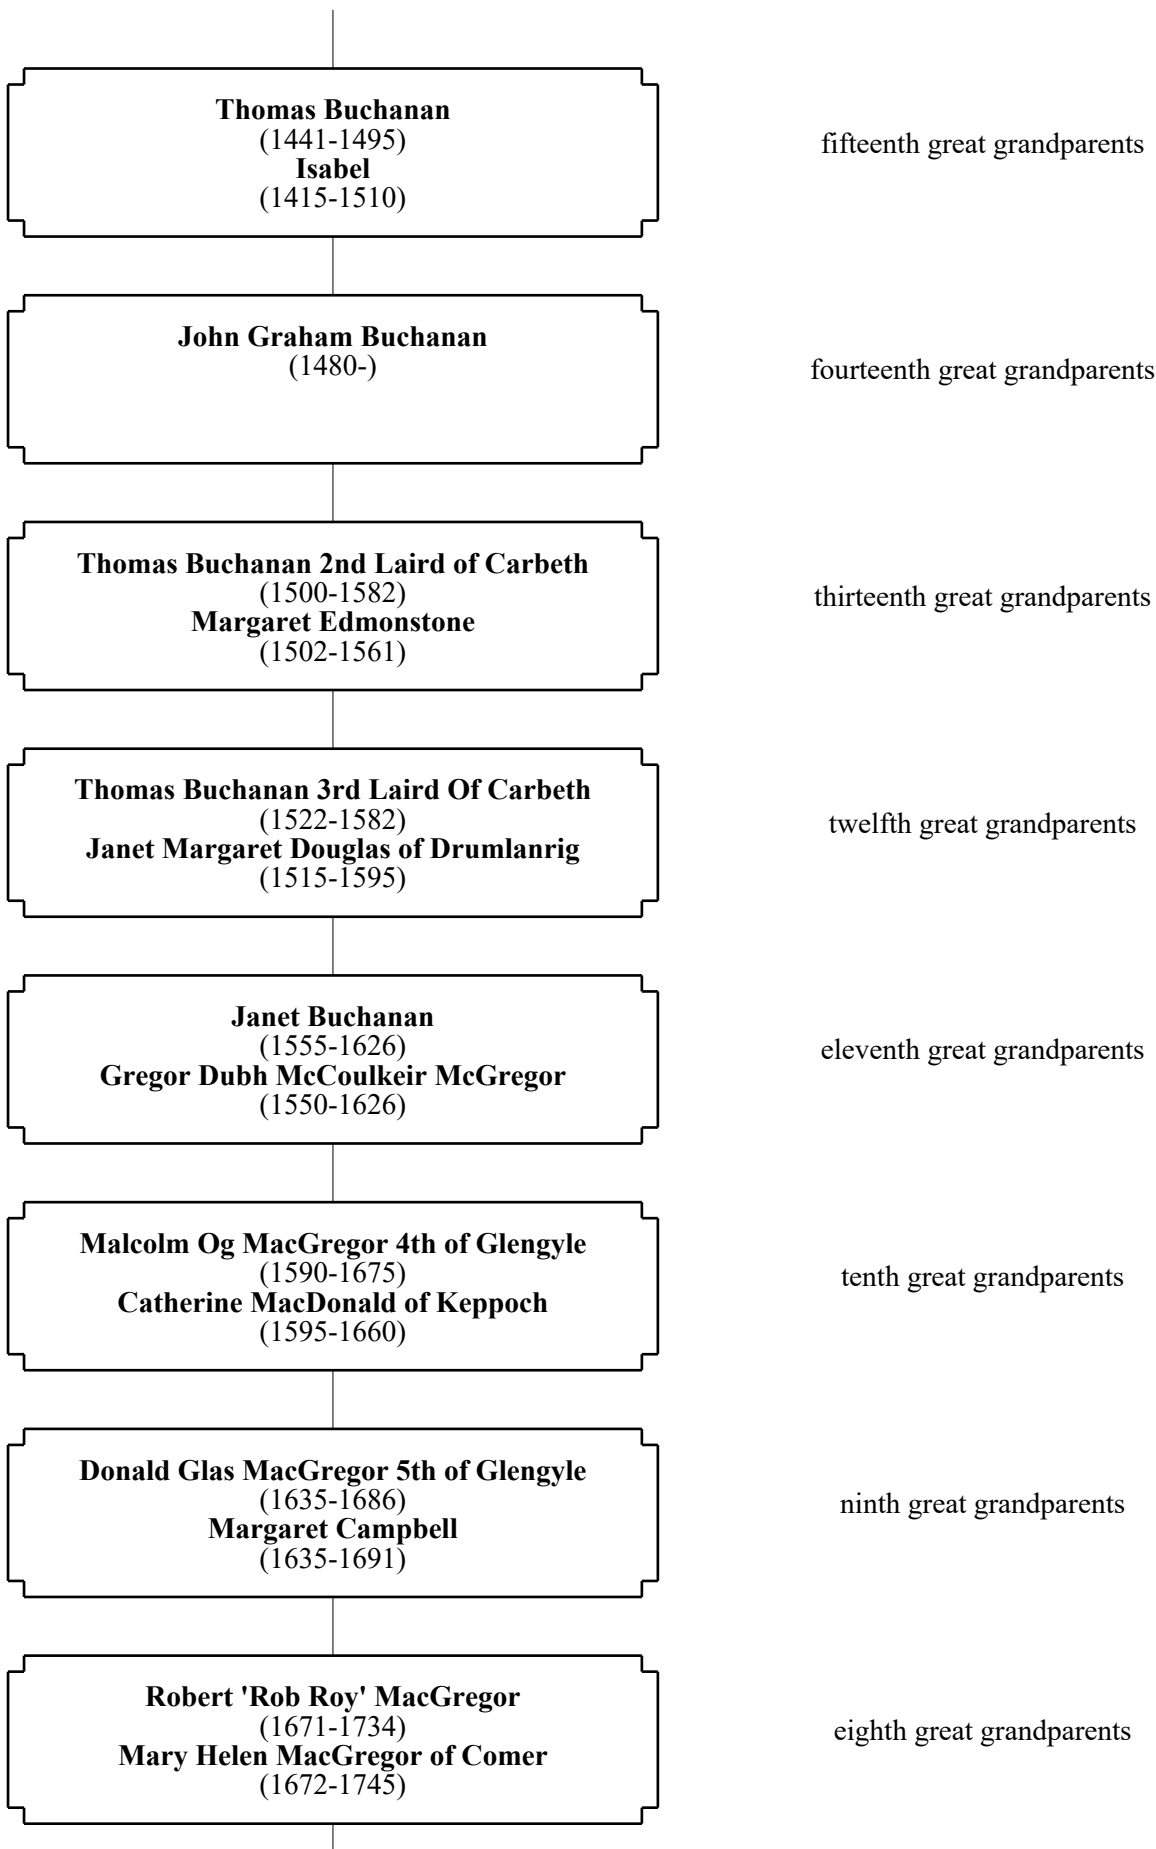 Thomas Buchanan
(1441-1495)
Isabel
(1415-1510)
fifteenth great grandparents
John Graham Buchanan
(1480-)
fourteenth great grandparents
Thomas Buchanan 2nd Laird of Carbeth
(1500-1582)
Margaret Edmonstone
(1502-1561)
thirteenth great grandparents
Thomas Buchanan 3rd Laird Of Carbeth
(1522-1582)
Janet Margaret Douglas of Drumlanrig
(1515-1595)
twelfth great grandparents
Janet Buchanan
(1555-1626)
Gregor Dubh McCoulkeir McGregor
(1550-1626)
eleventh great grandparents
Malcolm Og MacGregor 4th of Glengyle
(1590-1675)
Catherine MacDonald of Keppoch
(1595-1660)
tenth great grandparents
Donald Glas MacGregor 5th of Glengyle
(1635-1686)
Margaret Campbell
(1635-1691)
ninth great grandparents
Robert 'Rob Roy' MacGregor
(1671-1734)
Mary Helen MacGregor of Comer
(1672-1745)
eighth great grandparents